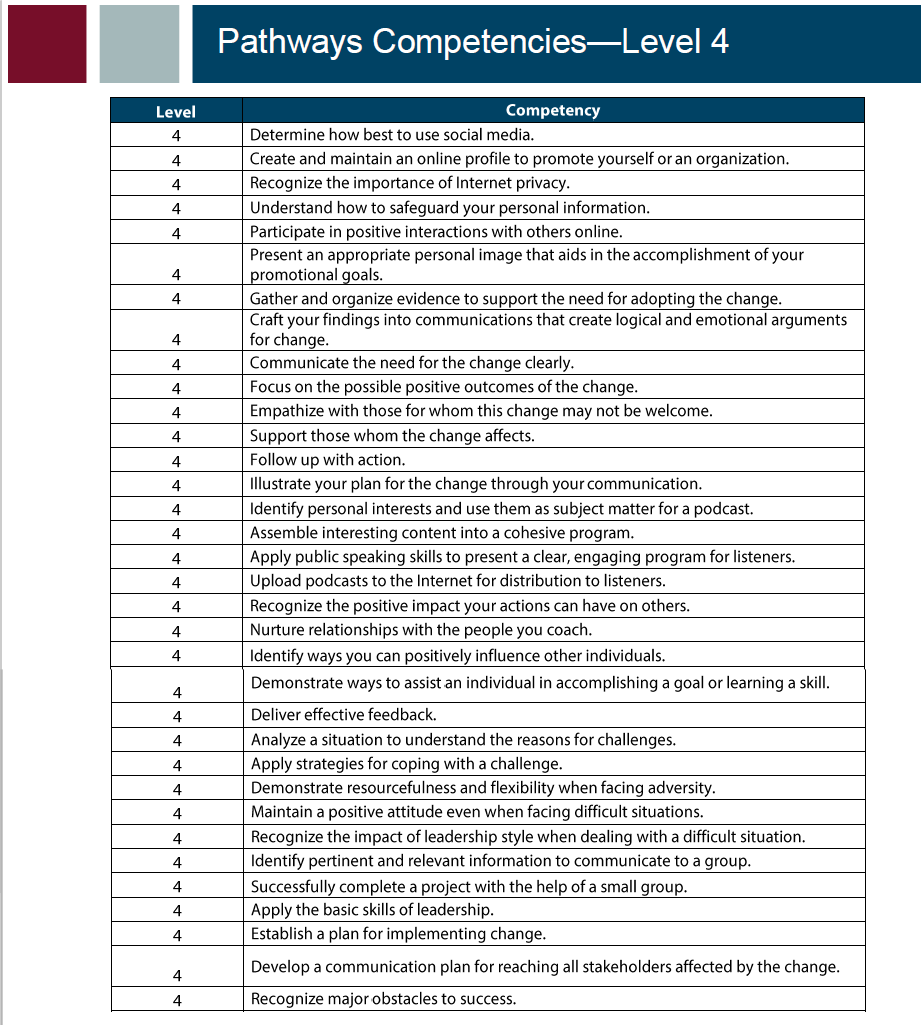 Pathways Competencies—Level 4
Level Competency
4 Determine how best to use social media.
4 Create and maintain an online profile to promote yourself or an organization.
4 Recognize the importance of Internet privacy.
4 Understand how to safeguard your personal information.
4 Participate in positive interactions with others online.
Present an appropriate personal image that aids in the accomplishment of your
4 promotional goals.
4 Gather and organize evidence to support the need for adopting the change.
Craft your findings into communications that create logical and emotional arguments
4 for change.
4 Communicate the need for the change clearly.
4 Focus on the possible positive outcomes of the change.
4 Empathize with those for whom this change may not be welcome.
4 Support those whom the change affects.
4 Follow up with action.
4 Illustrate your plan for the change through your communication.
4 Identify personal interests and use them as subject matter for a podcast.
4 Assemble interesting content into a cohesive program.
4 Apply public speaking skills to present a clear, engaging program for listeners.
4 Upload podcasts to the Internet for distribution to listeners.
4 Recognize the positive impact your actions can have on others.
4 Nurture relationships with the people you coach.
4 Identify ways you can positively influence other individuals.
4 Demonstrate ways to assist an individual in accomplishing a goal or learning a skill.
4 Deliver effective feedback.
4 Analyze a situation to understand the reasons for challenges.
4 Apply strategies for coping with a challenge.
4 Demonstrate resourcefulness and flexibility when facing adversity.
4 Maintain a positive attitude even when facing difficult situations.
4 Recognize the impact of leadership style when dealing with a difficult situation.
4 Identify pertinent and relevant information to communicate to a group.
4 Successfully complete a project with the help of a small group.
4 Apply the basic skills of leadership.
4 Establish a plan for implementing change.
4 Develop a communication plan for reaching all stakeholders affected by the change.
4 Recognize major obstacles to success.